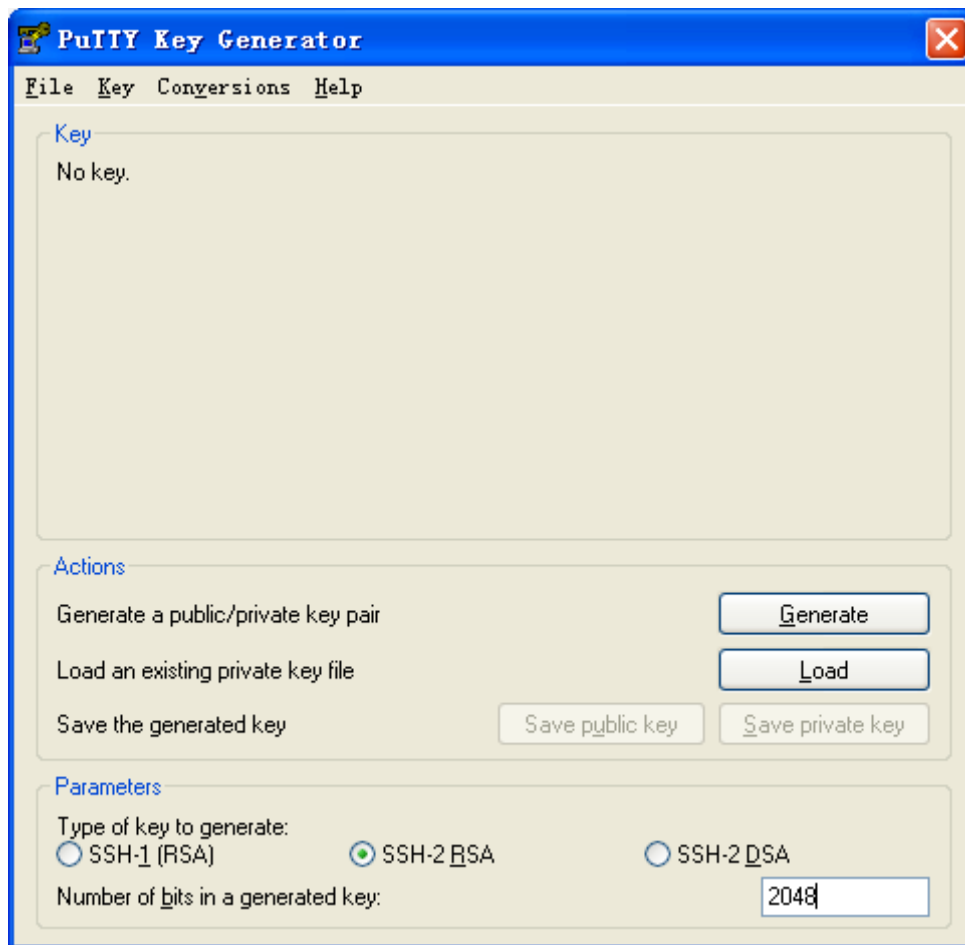 PuTTY Key Generator
File Key Conversions Help
Key
No key.
Actions
Generate a public/private key pair Generate
Load an existing private key file Load
Save the generated key Save public key Save private key
Parameters
Type of key to generate:
SSH-1 (RSA) SSH-2 RSA SSH-2 DSA
Number of bits in a generated key: 2048